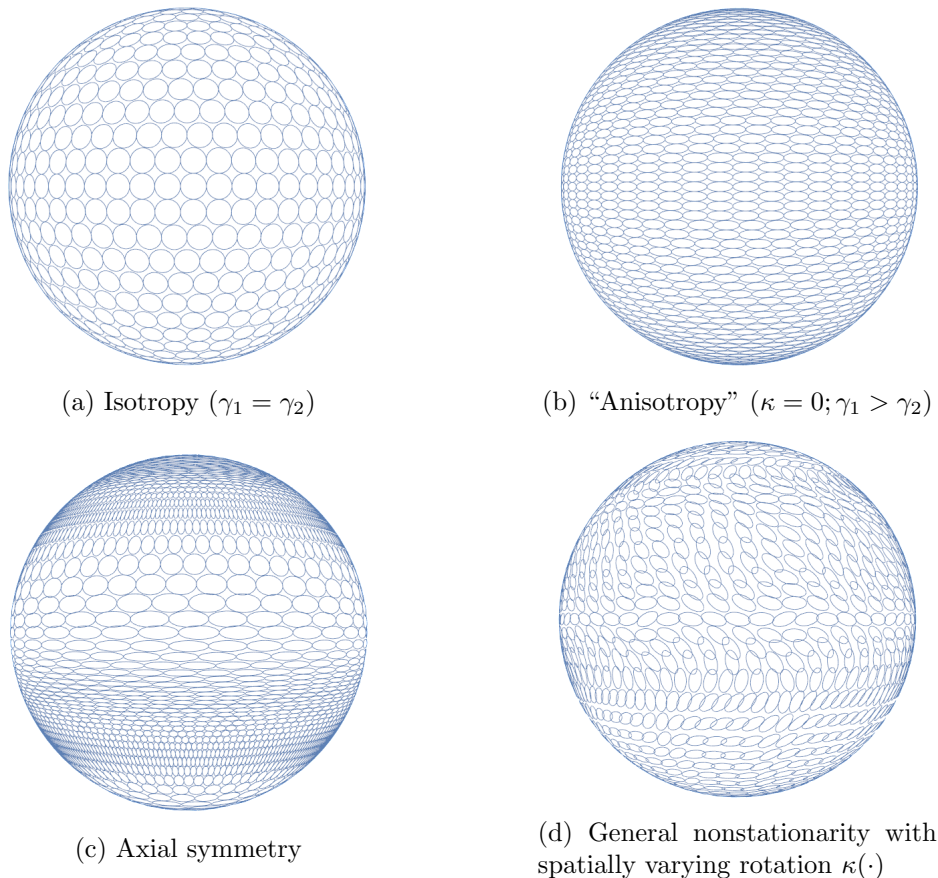 (a) Isotropy (γ₁ = γ₂)
(b) “Anisotropy” (κ = 0; γ₁ > γ₂)
(c) Axial symmetry
(d) General nonstationarity with
spatially varying rotation κ(·)